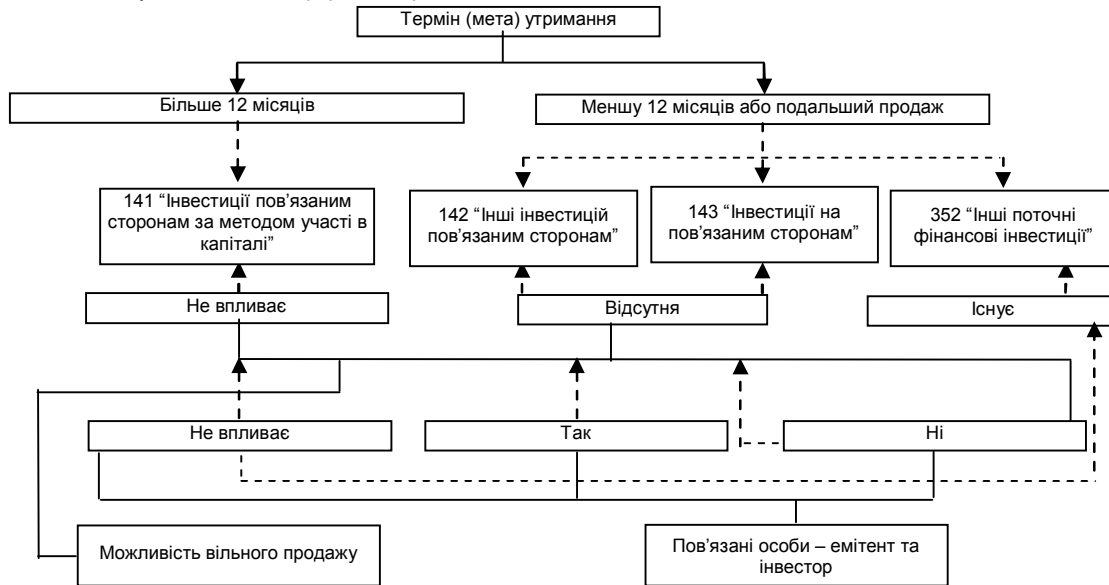 Термін (мета) утримання
Більше 12 місяців
Меншу 12 місяців або подальший продаж
141 “Інвестиції пов’язаним
сторонам за методом участі в
капіталі”
142 “Інші інвестицій
пов’язаним сторонам”
143 “Інвестиції на
пов’язаним сторонам”
352 “Інші поточні
фінансові інвестиції”
Не впливає
Відсутня
Існує
Не впливає
Так
Ні
Можливість вільного продажу
Пов’язані особи – емітент та
інвестор